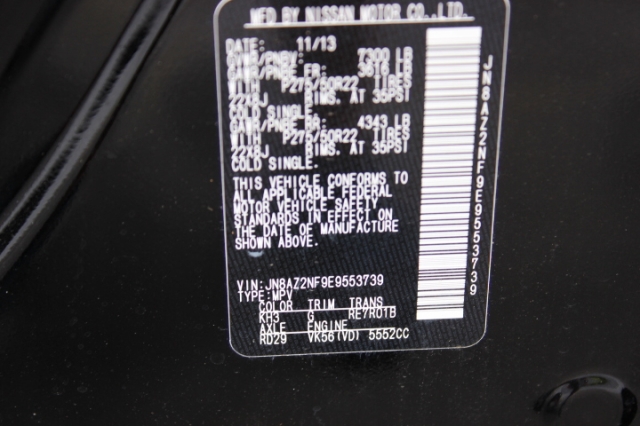 MFD BY NISSAN MOTOR CO.,LTD.
DATE: 11/13
GVWR/PNBV: 7300 LB
GAWR/PNBE FR: 3616 LB
WITH P275/50R22 TIRES
22X8J RIMS. AT 35PSI
COLD SINGLE.
GAWR/PNBE RR: 4343 LB
WITH P275/50R22 TIRES
22X8J RIMS. AT 35PSI
COLD SINGLE.
THIS VEHICLE CONFORMS TO
ALL APPLICABLE FEDERAL
MOTOR VEHICLE SAFETY
STANDARDS IN EFFECT ON
THE DATE OF MANUFACTURE
SHOWN ABOVE.
VIN:JN8AZ2NF9E9553739
TYPE:MPV
COLOR TRIM TRANS
KH3 G RE7R01B
AXLE ENGINE
RD29 VK56(VD) 5552CC
JN8AZ2NF9E9553739